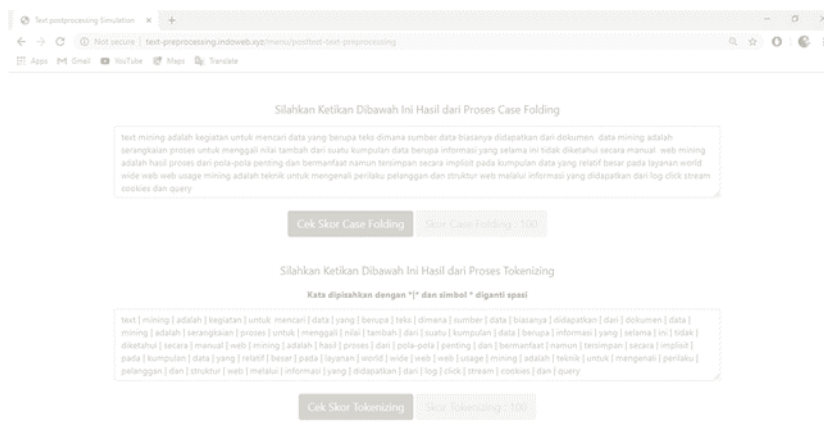 Text postprocessing Simulation
Not secure | text-preprocessing.indoweb.xyz/menu/posttext-text-preprocessing
Apps Gmail YouTube Maps Translate
Silahkan Ketikan Dibawah Ini Hasil dari Proses Case Folding
text mining adalah kegiatan untuk mencari data yang berupa teks dimana sumber data biasanya didapatkan dari dokumen data mining adalah
serangkaian proses untuk menggali nilai tambah dari suatu kumpulan data berupa informasi yang selama ini tidak diketahui secara manual web mining
adalah hasil proses dari pola-pola penting dan bermanfaat namun tersimpan secara implisit pada kumpulan data yang relatif besar pada layanan world
wide web web usage mining adalah teknik untuk mengenali perilaku pelanggan dan struktur web melalui informasi yang didapatkan dari log click stream
cookies dan query
Cek Skor Case Folding Skor Case Folding : 100
Silahkan Ketikan Dibawah Ini Hasil dari Proses Tokenizing
Kata dipisahkan dengan "|" dan simbol " diganti spasi
text | mining | adalah | kegiatan | untuk mencari | data | yang | berupa | teks | dimana | sumber | data | biasanya | didapatkan | dari | dokumen | data |
mining | adalah | serangkaian | proses | untuk | menggali | nilai | tambah | dari | suatu | kumpulan | data | berupa | informasi | yang | selama | ini | tidak |
diketahui | secara | manual | web | mining | adalah | hasil | proses | dari | pola-pola | penting | dan | bermanfaat | namun | tersimpan | secara | implisit |
pada | kumpulan | data | yang | relatif | besar | pada | layanan | world | wide | web | web | usage | mining | adalah | teknik | untuk | mengenali | perilaku |
pelanggan | dan | struktur | web | melalui | informasi | yang | didapatkan | dari | log | click | stream | cookies | dan | query
Cek Skor Tokenizing Skor Tokenizing : 100